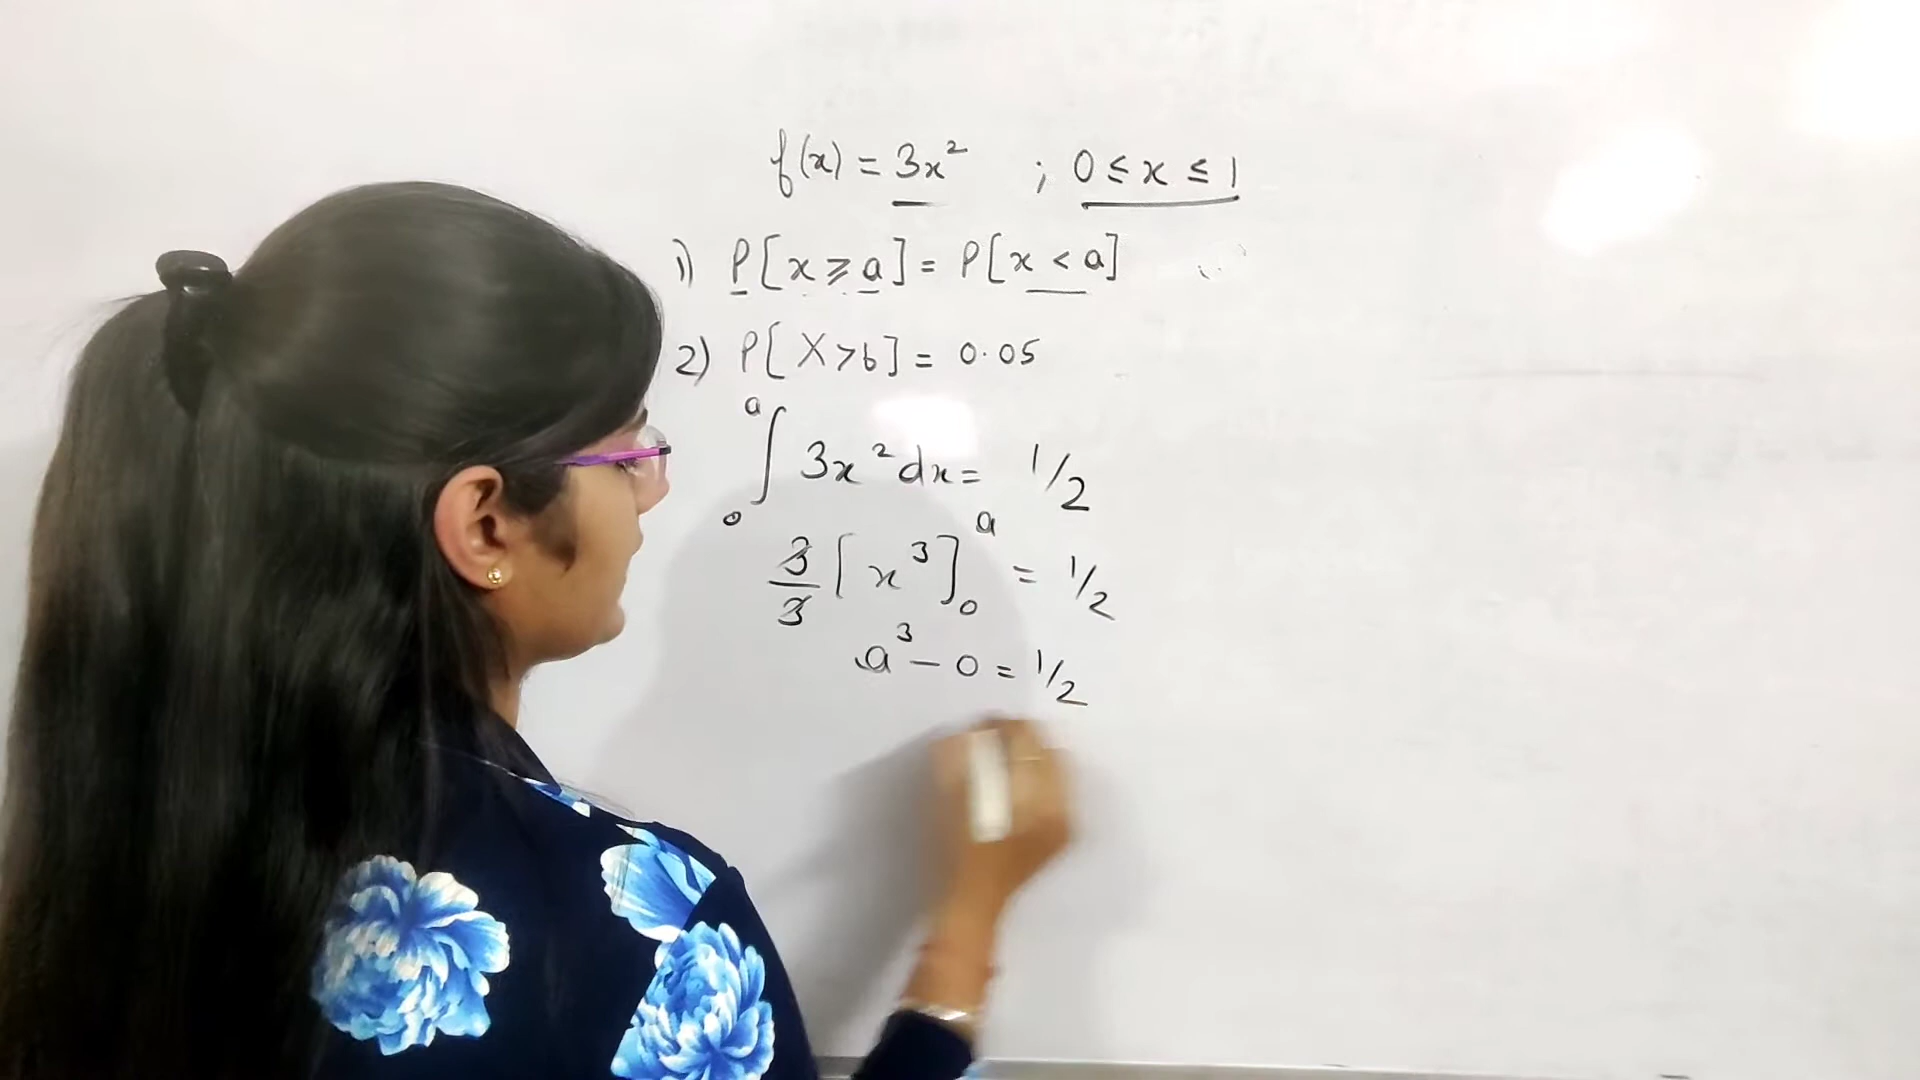 f(x) = 3x² ; 0 ≤ x ≤ 1
1) P[x ⩾ a] = P[x < a]
2) P[X > b] = 0.05
∫₀ᵃ 3x² dx = 1/2
3/3 [x³]₀ᵃ = 1/2
a³ - 0 = 1/2